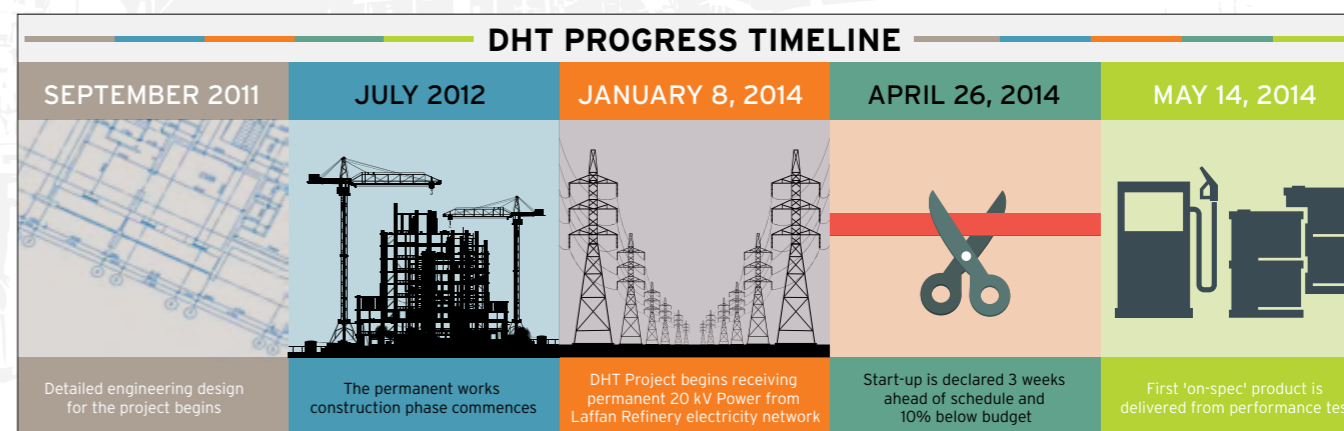 DHT PROGRESS TIMELINE
SEPTEMBER 2011
JULY 2012
JANUARY 8, 2014
APRIL 26, 2014
MAY 14, 2014
Detailed engineering design
for the project begins
The permanent works
construction phase commences
DHT Project begins receiving
permanent 20 kV Power from
Laffan Refinery electricity network
Start-up is declared 3 weeks
ahead of schedule and
10% below budget
First 'on-spec' product is
delivered from performance